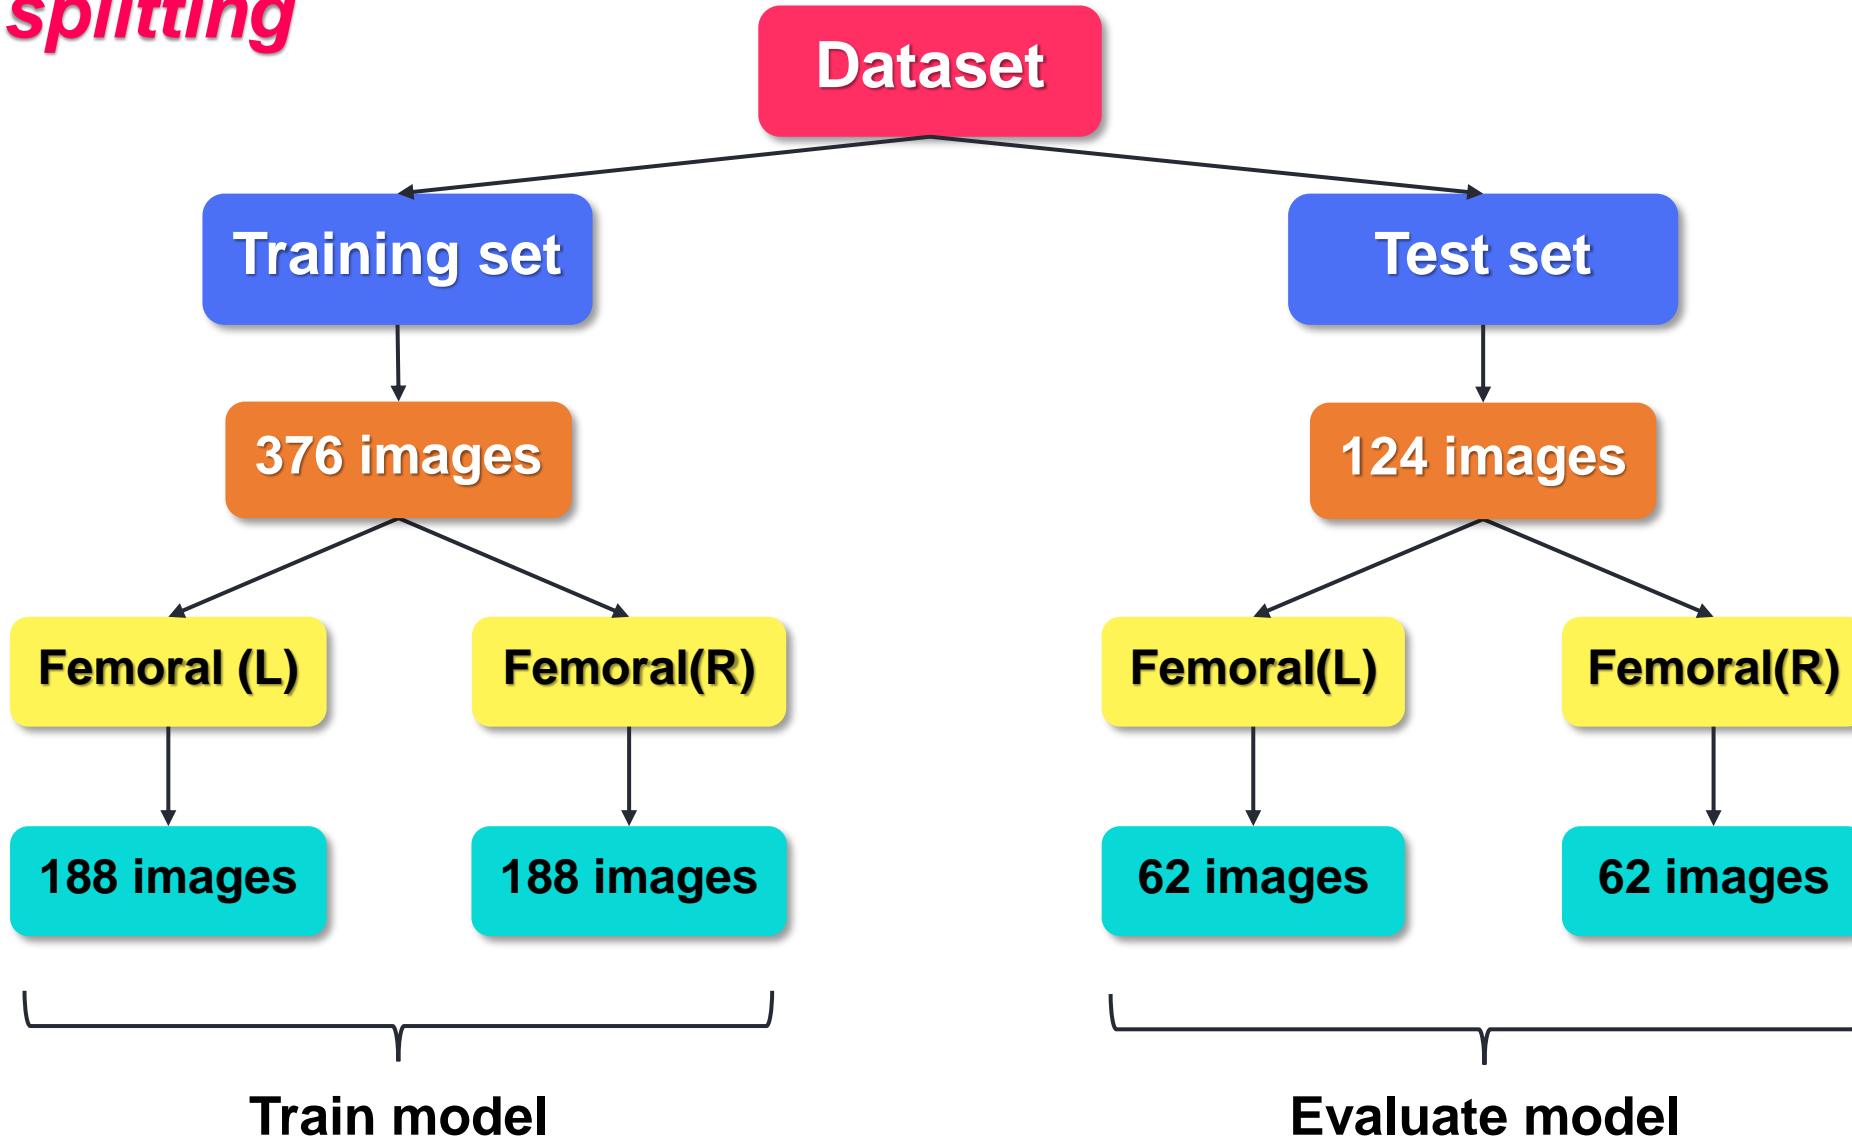 splitting
Dataset
Training set
Test set
376 images
124 images
Femoral (L)
Femoral(R)
Femoral(L)
Femoral(R)
188 images
188 images
62 images
62 images
Train model
Evaluate model